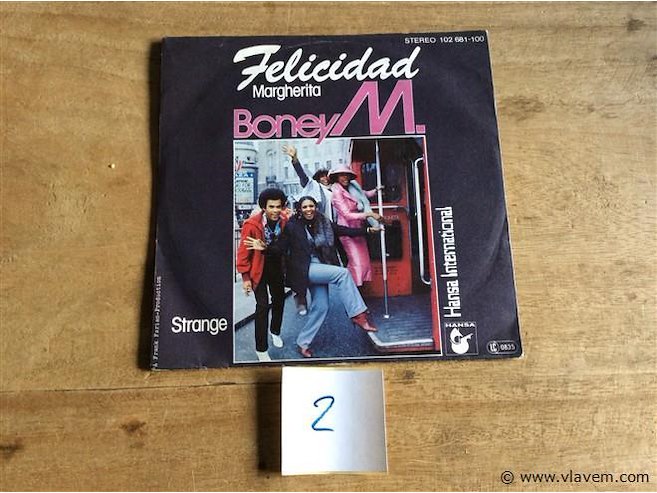 STEREO 102 681-100
Felicidad
Margherita
Boney M.
Hansa International
Strange
A Frank Farian-Production
HANSA
LC 0835
2
© www.vlavem.com